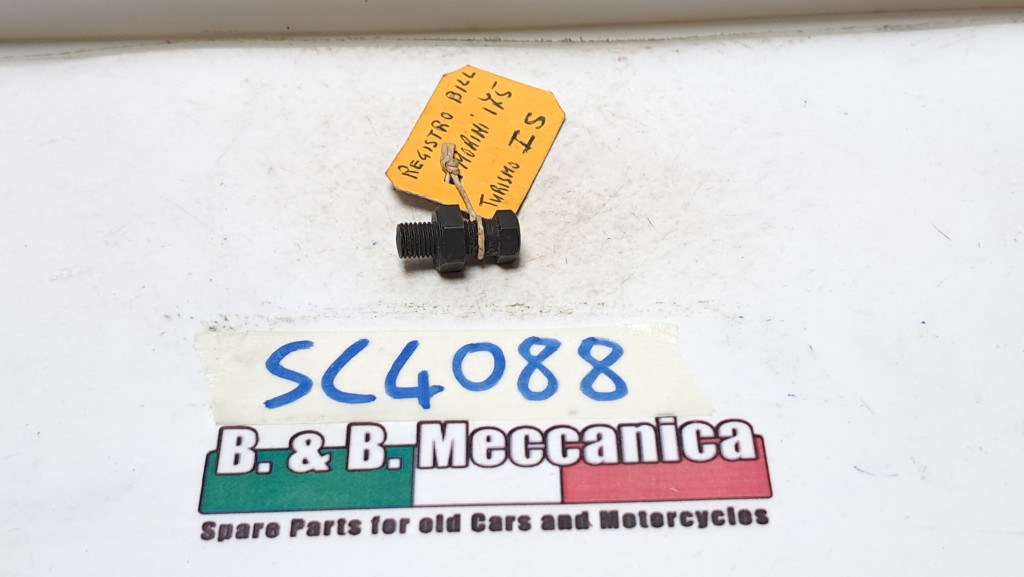 REGISTRO BILL
MORINI 175
TURISMO I S
SC4088
B. & B. Meccanica
Spare Parts for old Cars and Motorcycles